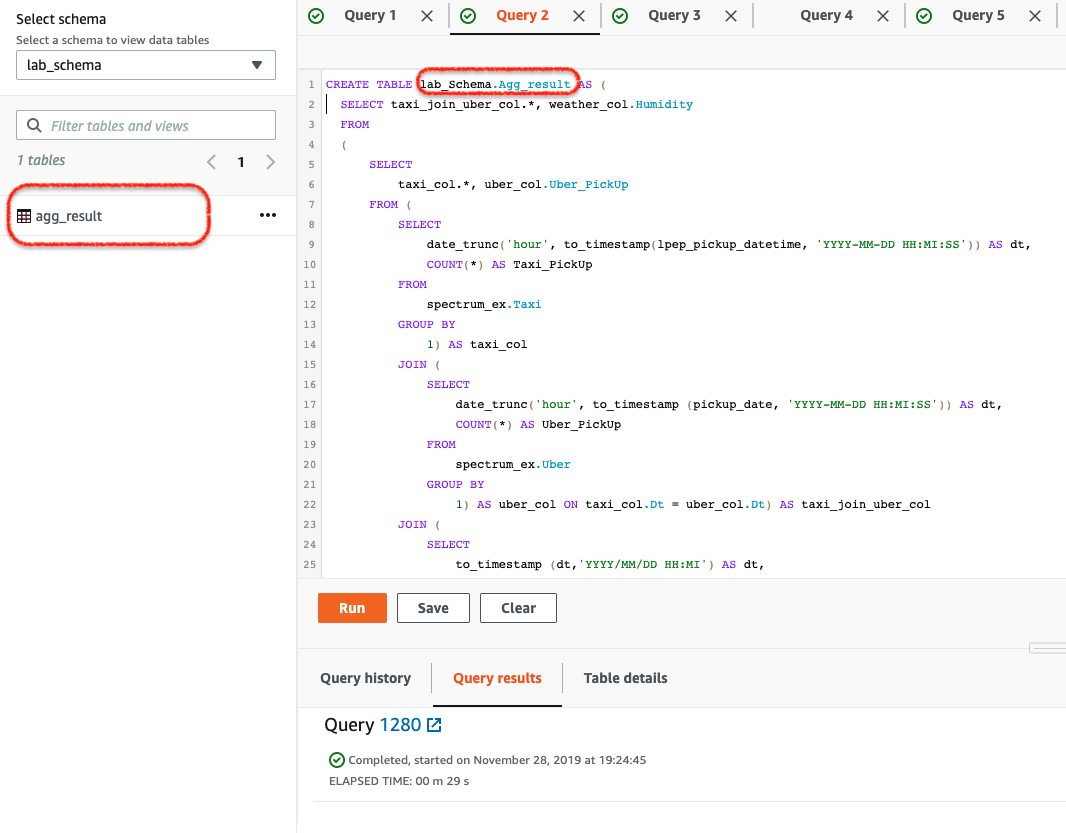 Select schema
Select a schema to view data tables
lab_schema
Filter tables and views
1 tables
1
agg_result
Query 1
Query 2
Query 3
Query 4
Query 5
1 CREATE TABLE lab_Schema.Agg_result AS (
2 SELECT taxi_join_uber_col.*, weather_col.Humidity
3 FROM
4 (
5 SELECT
6 taxi_col.*, uber_col.Uber_PickUp
7 FROM (
8 SELECT
9 date_trunc('hour', to_timestamp(lpep_pickup_datetime, 'YYYY-MM-DD HH:MI:SS')) AS dt,
10 COUNT(*) AS Taxi_PickUp
11 FROM
12 spectrum_ex.Taxi
13 GROUP BY
14 1) AS taxi_col
15 JOIN (
16 SELECT
17 date_trunc('hour', to_timestamp (pickup_date, 'YYYY-MM-DD HH:MI:SS')) AS dt,
18 COUNT(*) AS Uber_PickUp
19 FROM
20 spectrum_ex.Uber
21 GROUP BY
22 1) AS uber_col ON taxi_col.Dt = uber_col.Dt) AS taxi_join_uber_col
23 JOIN (
24 SELECT
25 to_timestamp (dt,'YYYY/MM/DD HH:MI') AS dt,
Run
Save
Clear
Query history
Query results
Table details
Query 1280
Completed, started on November 28, 2019 at 19:24:45
ELAPSED TIME: 00 m 29 s